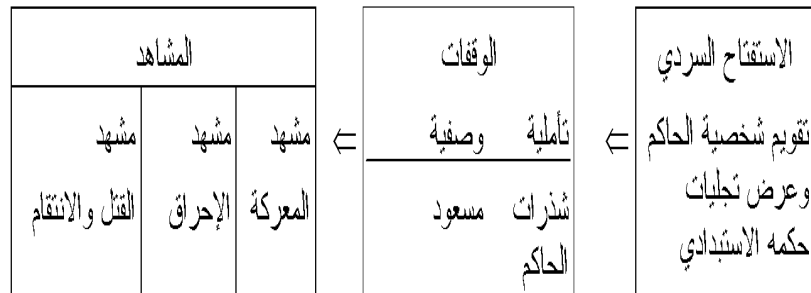 الاستفتاح السردي
تقويم شخصية الحاكم
وعرض تجليات
حكمه الاستبدادي
⇐
الوقفات
تأملية وصفية
شذرات مسعود
الحاكم
⇐
المشاهد
مشهد
المعركة
مشهد
الإحراق
مشهد
القتل والانتقام